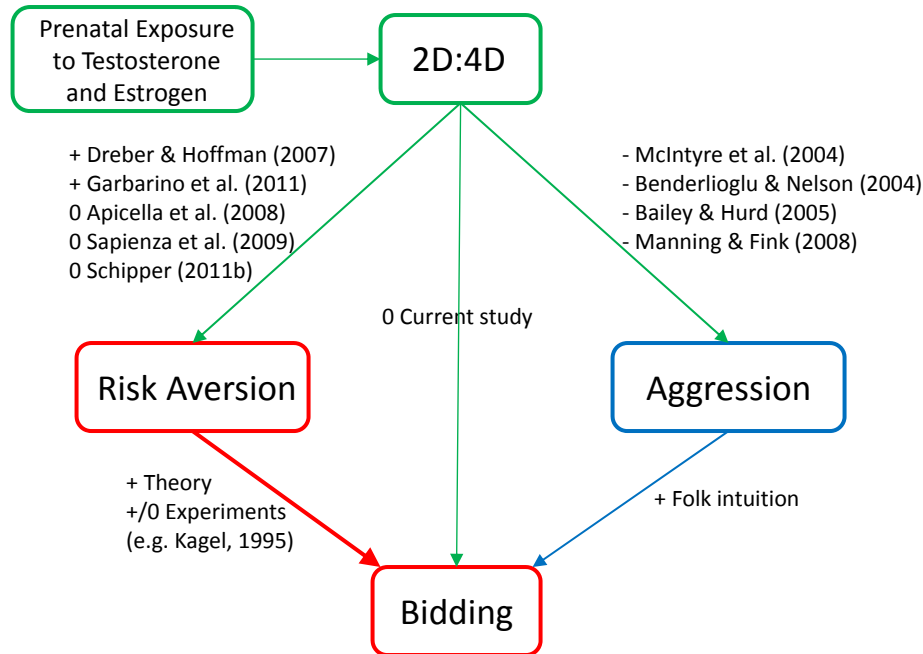 Prenatal Exposure
to Testosterone
and Estrogen
2D:4D
+ Dreber & Hoffman (2007)
+ Garbarino et al. (2011)
0 Apicella et al. (2008)
0 Sapienza et al. (2009)
0 Schipper (2011b)
- McIntyre et al. (2004)
- Benderlioglu & Nelson (2004)
- Bailey & Hurd (2005)
- Manning & Fink (2008)
0 Current study
Risk Aversion
Aggression
+ Theory
+/0 Experiments
(e.g. Kagel, 1995)
+ Folk intuition
Bidding